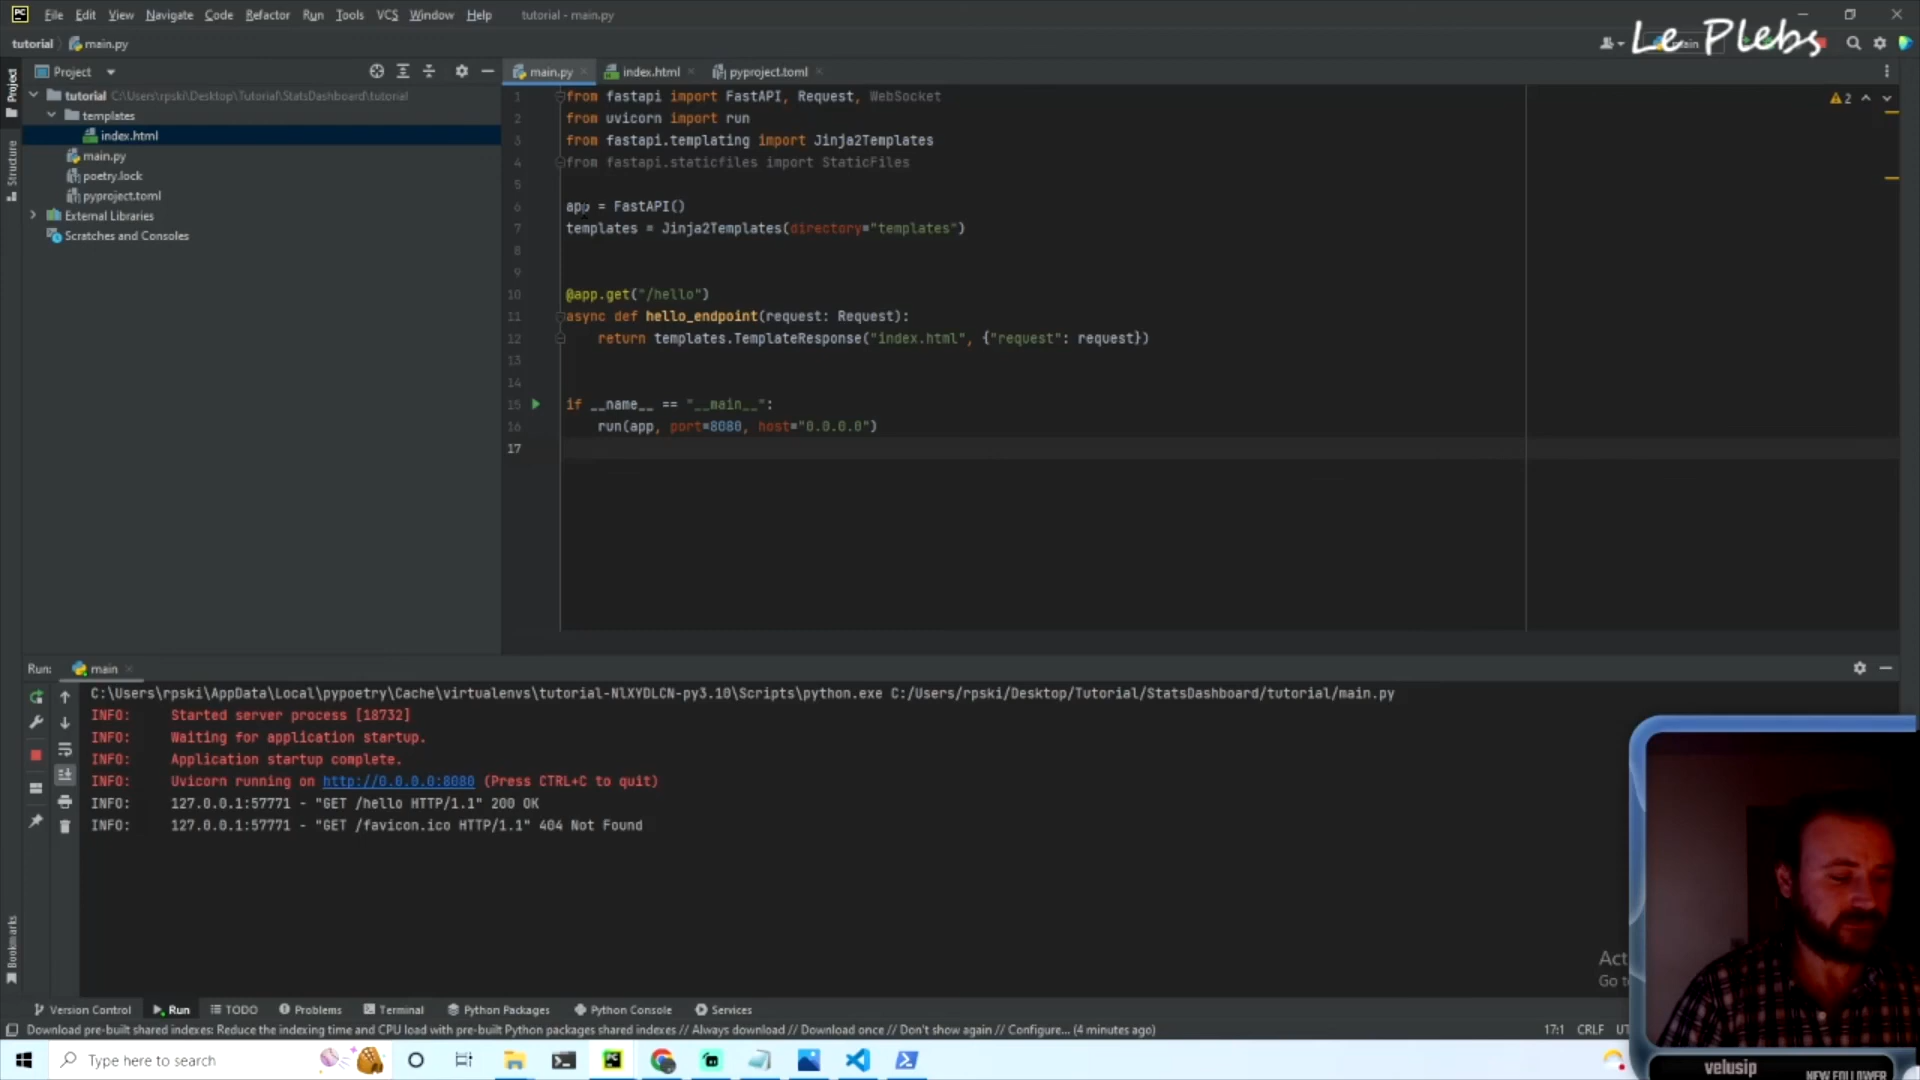 File Edit View Navigate Code Refactor Run Tools VCS Window Help tutorial - main.py
Le Plebs
tutorial main.py
Project
main.py index.html pyproject.toml
tutorial C:\Users\rpski\Desktop\Tutorial\StatsDashboard\tutorial
templates
index.html
main.py
poetry.lock
pyproject.toml
External Libraries
Scratches and Consoles
Project
Structure
Bookmarks
2
1 from fastapi import FastAPI, Request, WebSocket
2 from uvicorn import run
3 from fastapi.templating import Jinja2Templates
4 from fastapi.staticfiles import StaticFiles
5
6 app = FastAPI()
7 templates = Jinja2Templates(directory="templates")
8
9
10 @app.get("/hello")
11 async def hello_endpoint(request: Request):
12 return templates.TemplateResponse("index.html", {"request": request})
13
14
15 if __name__ == "__main__":
16 run(app, port=8080, host="0.0.0.0")
17
Run: main
C:\Users\rpski\AppData\Local\pypoetry\Cache\virtualenvs\tutorial-NlXYDLCN-py3.10\Scripts\python.exe C:/Users/rpski/Desktop/Tutorial/StatsDashboard/tutorial/main.py
INFO: Started server process [18732]
INFO: Waiting for application startup.
INFO: Application startup complete.
INFO: Uvicorn running on http://0.0.0.0:8080 (Press CTRL+C to quit)
INFO: 127.0.0.1:57771 - "GET /hello HTTP/1.1" 200 OK
INFO: 127.0.0.1:57771 - "GET /favicon.ico HTTP/1.1" 404 Not Found
Act
Go t
Version Control Run TODO Problems Terminal Python Packages Python Console Services
Download pre-built shared indexes: Reduce the indexing time and CPU load with pre-built Python packages shared indexes // Always download // Download once // Don't show again // Configure... (4 minutes ago)
17:1 CRLF UT
Type here to search
velusip
NEW FOLLOWER